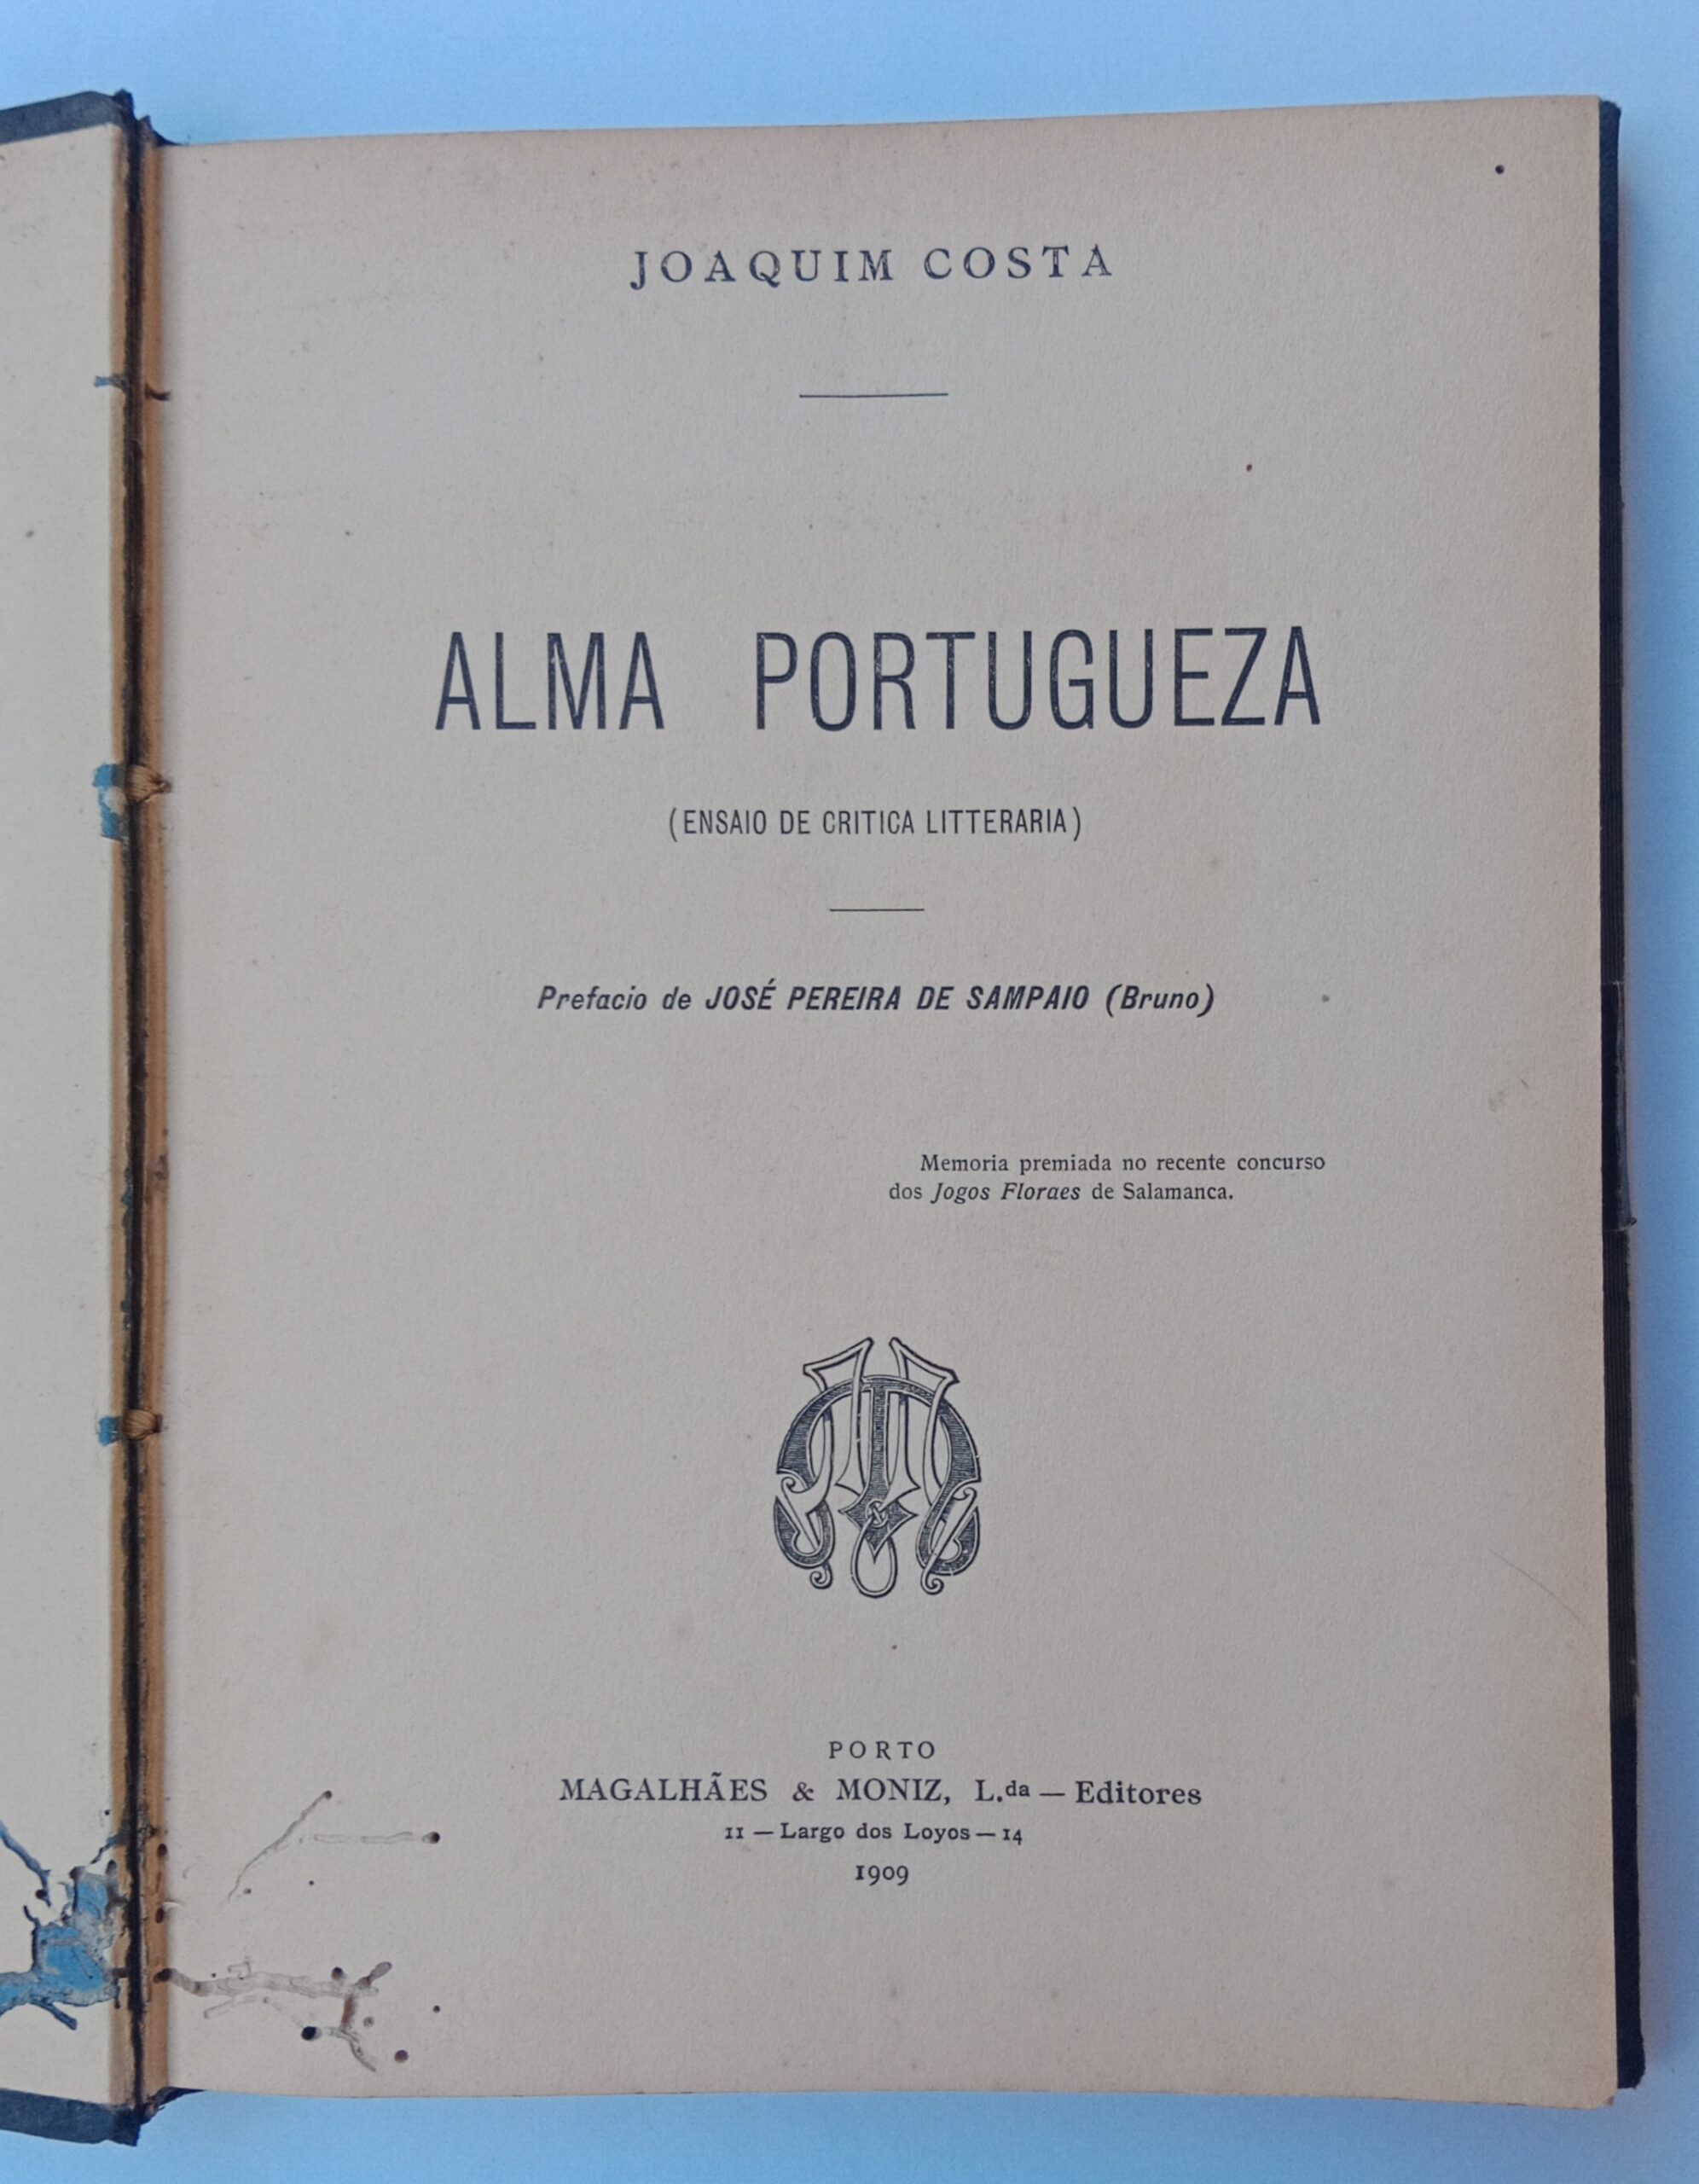 JOAQUIM COSTA
ALMA PORTUGUEZA
(ENSAIO DE CRITICA LITTERARIA)
Prefacio de JOSÉ PEREIRA DE SAMPAIO (Bruno)
Memoria premiada no recente concurso
dos Jogos Floraes de Salamanca.
PORTO
MAGALHÃES & MONIZ, L.da — Editores
11 — Largo dos Loyos — 14
1909